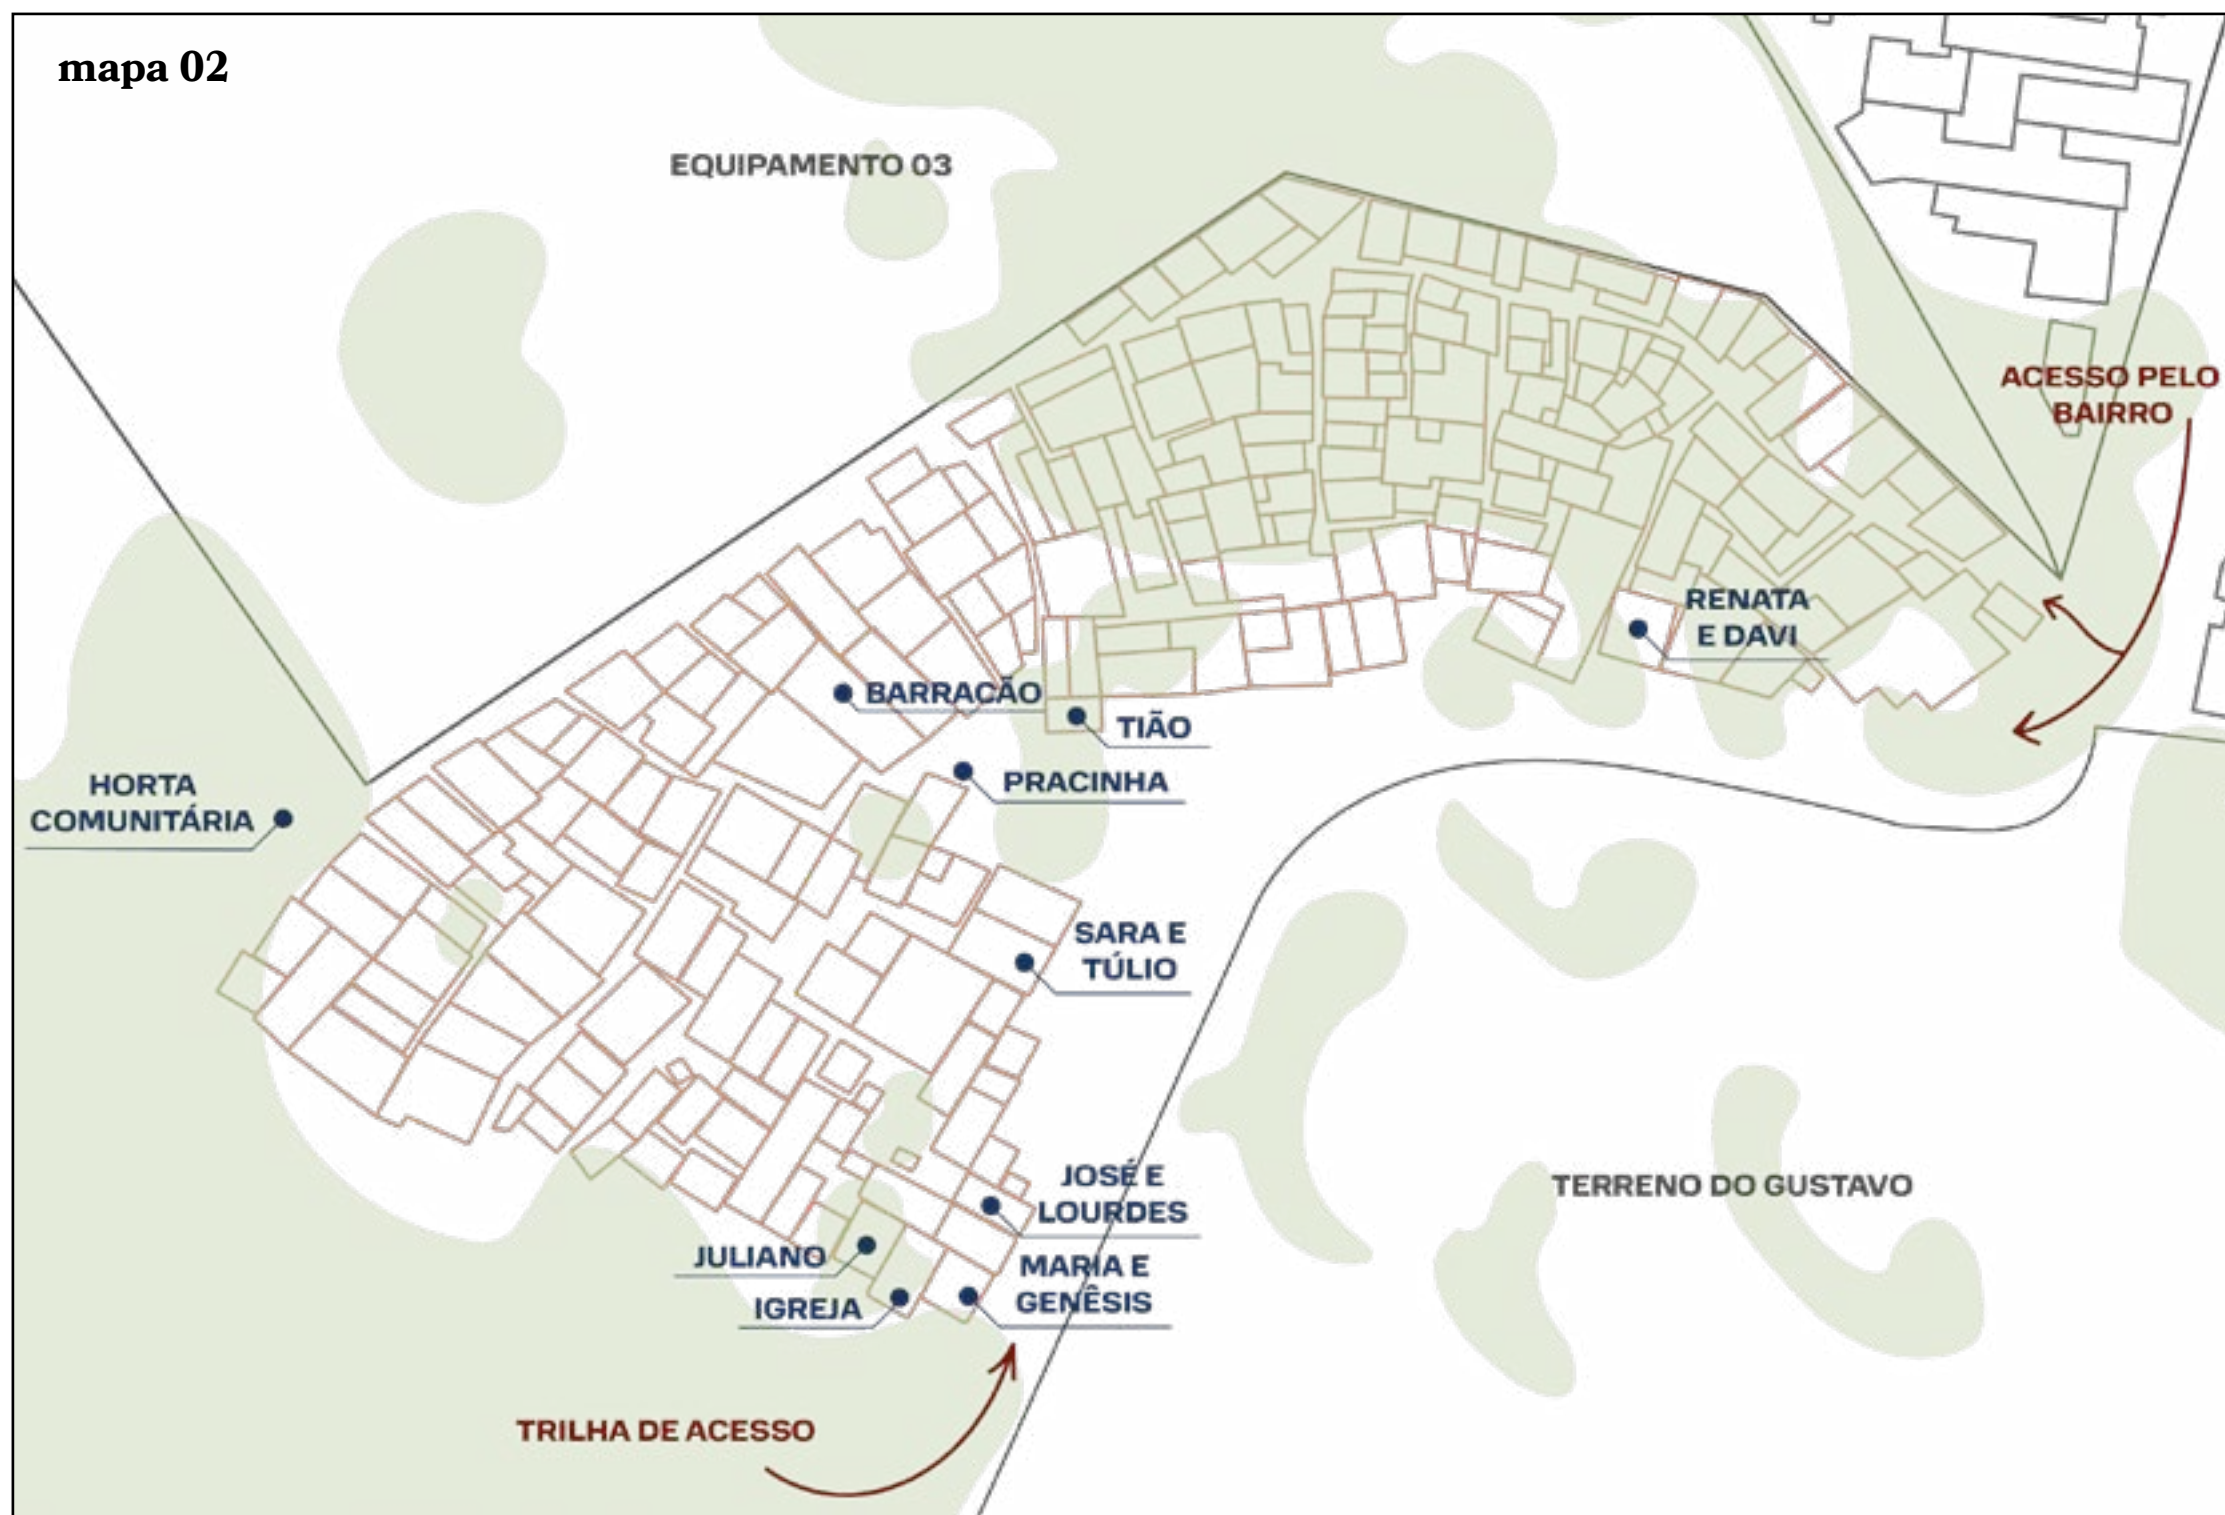 mapa 02
EQUIPAMENTO 03
ACESSO PELO
BAIRRO
RENATA
E DAVI
BARRACÃO
TIÃO
PRACINHA
HORTA
COMUNITÁRIA
SARA E
TÚLIO
JOSÉ E
LOURDES
TERRENO DO GUSTAVO
JULIANO
MARIA E
GENÊSIS
IGREJA
TRILHA DE ACESSO